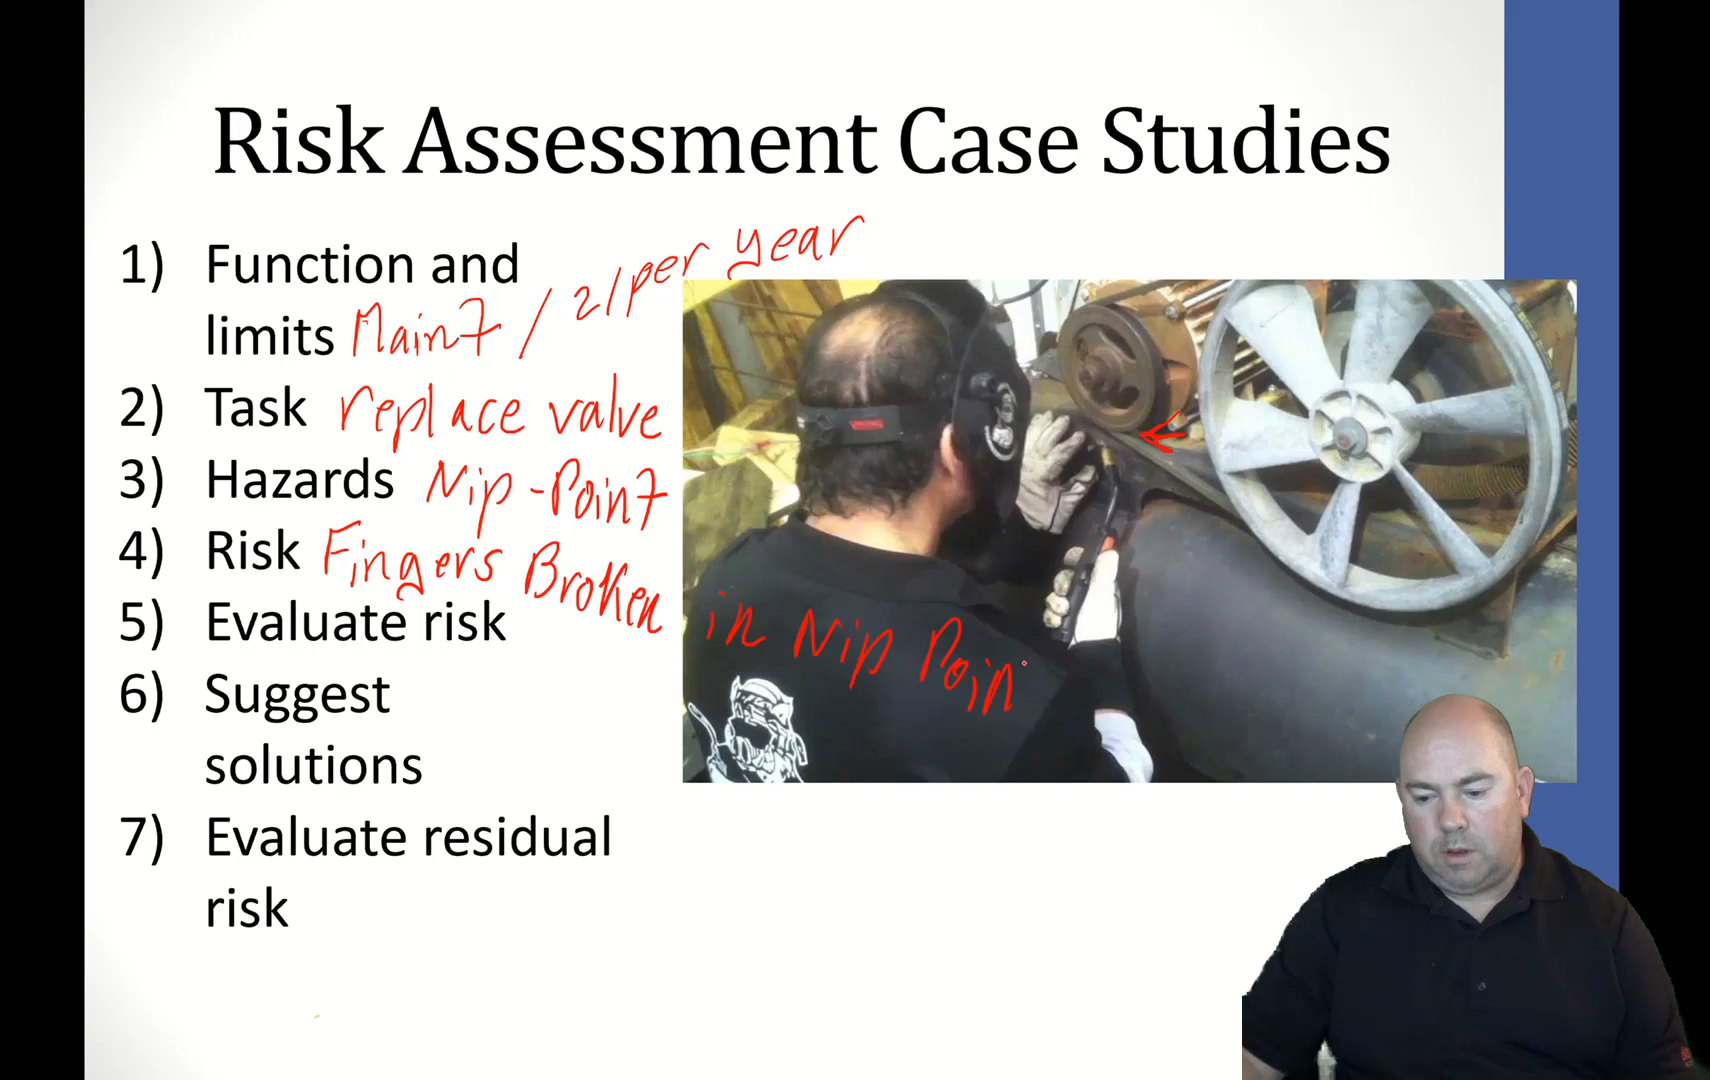 Risk Assessment Case Studies
1) Function and
limits Maint / 2/per year
2) Task replace valve
3) Hazards Nip-Point
4) Risk Fingers Broken
in Nip Poin
5) Evaluate risk
6) Suggest
solutions
7) Evaluate residual
risk